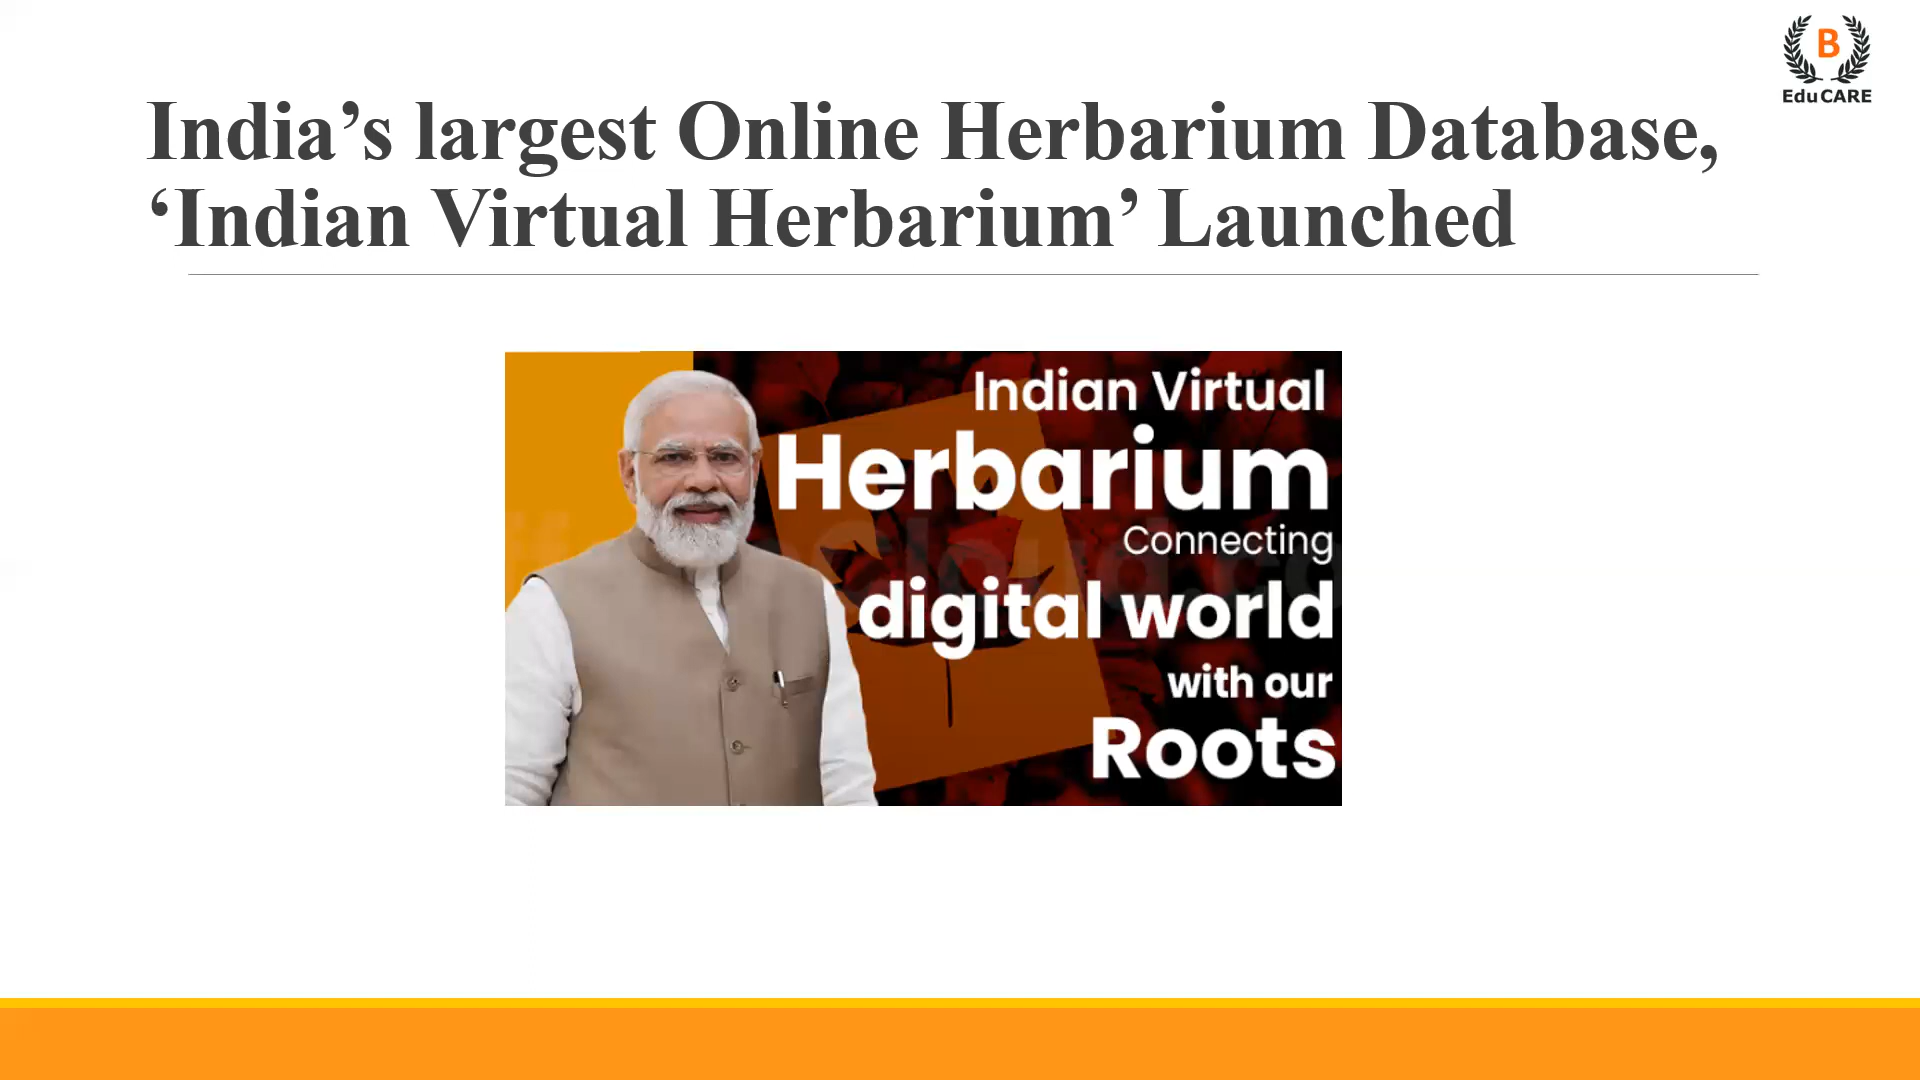 B
EduCARE
India’s largest Online Herbarium Database,
‘Indian Virtual Herbarium’ Launched
Indian Virtual
Herbarium
Connecting
digital world
with our
Roots